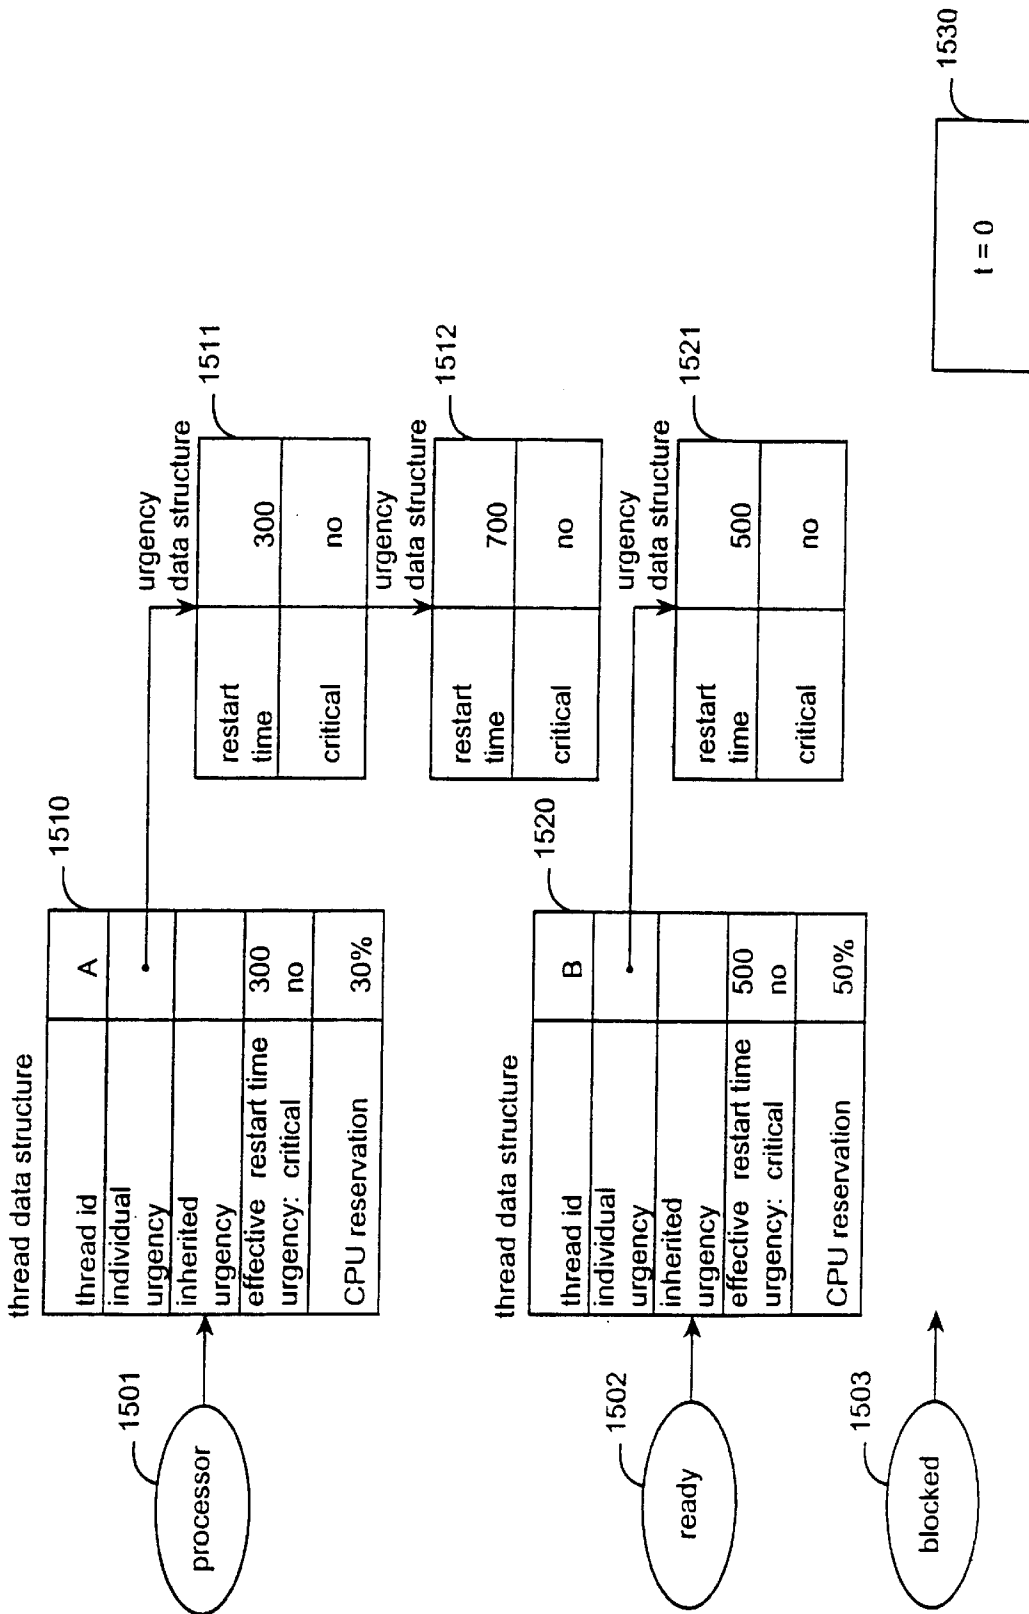 thread data structure
1510
thread id A
individual
urgency
inherited
urgency
effective restart time 300
urgency: critical no
CPU reservation 30%
1501
processor
urgency
data structure
1511
restart
time 300
critical no
urgency
data structure
1512
restart
time 700
critical no
thread data structure
1520
thread id B
individual
urgency
inherited
urgency
effective restart time 500
urgency: critical no
CPU reservation 50%
1502
ready
urgency
data structure
1521
restart
time 500
critical no
1503
blocked
1530
t = 0